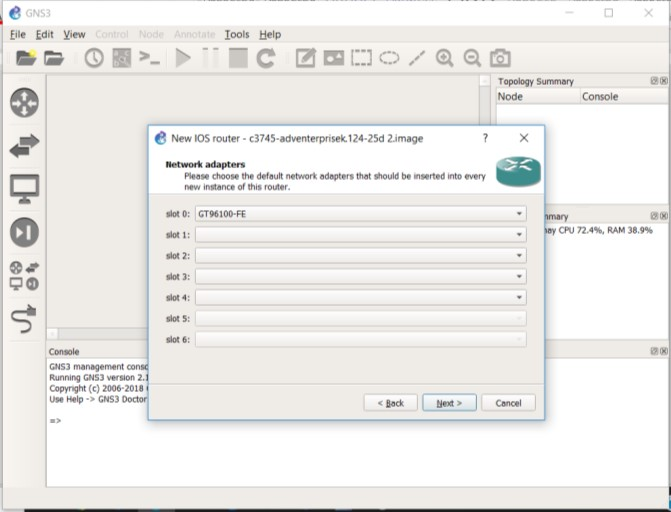 GNS3
File Edit View Control Node Annotate Tools Help
Topology Summary
Node Console
New IOS router - c3745-adventerprisek.124-25d 2.image
Network adapters
Please choose the default network adapters that should be inserted into every
new instance of this router.
slot 0: GT96100-FE
slot 1:
slot 2:
slot 3:
slot 4:
slot 5:
slot 6:
< Back Next > Cancel
CPU 72.4%, RAM 38.9%
Console
GNS3 management
Running GNS3 version 2.1
Copyright (c) 2006-2018
Use Help -> GNS3 Doctor
=>